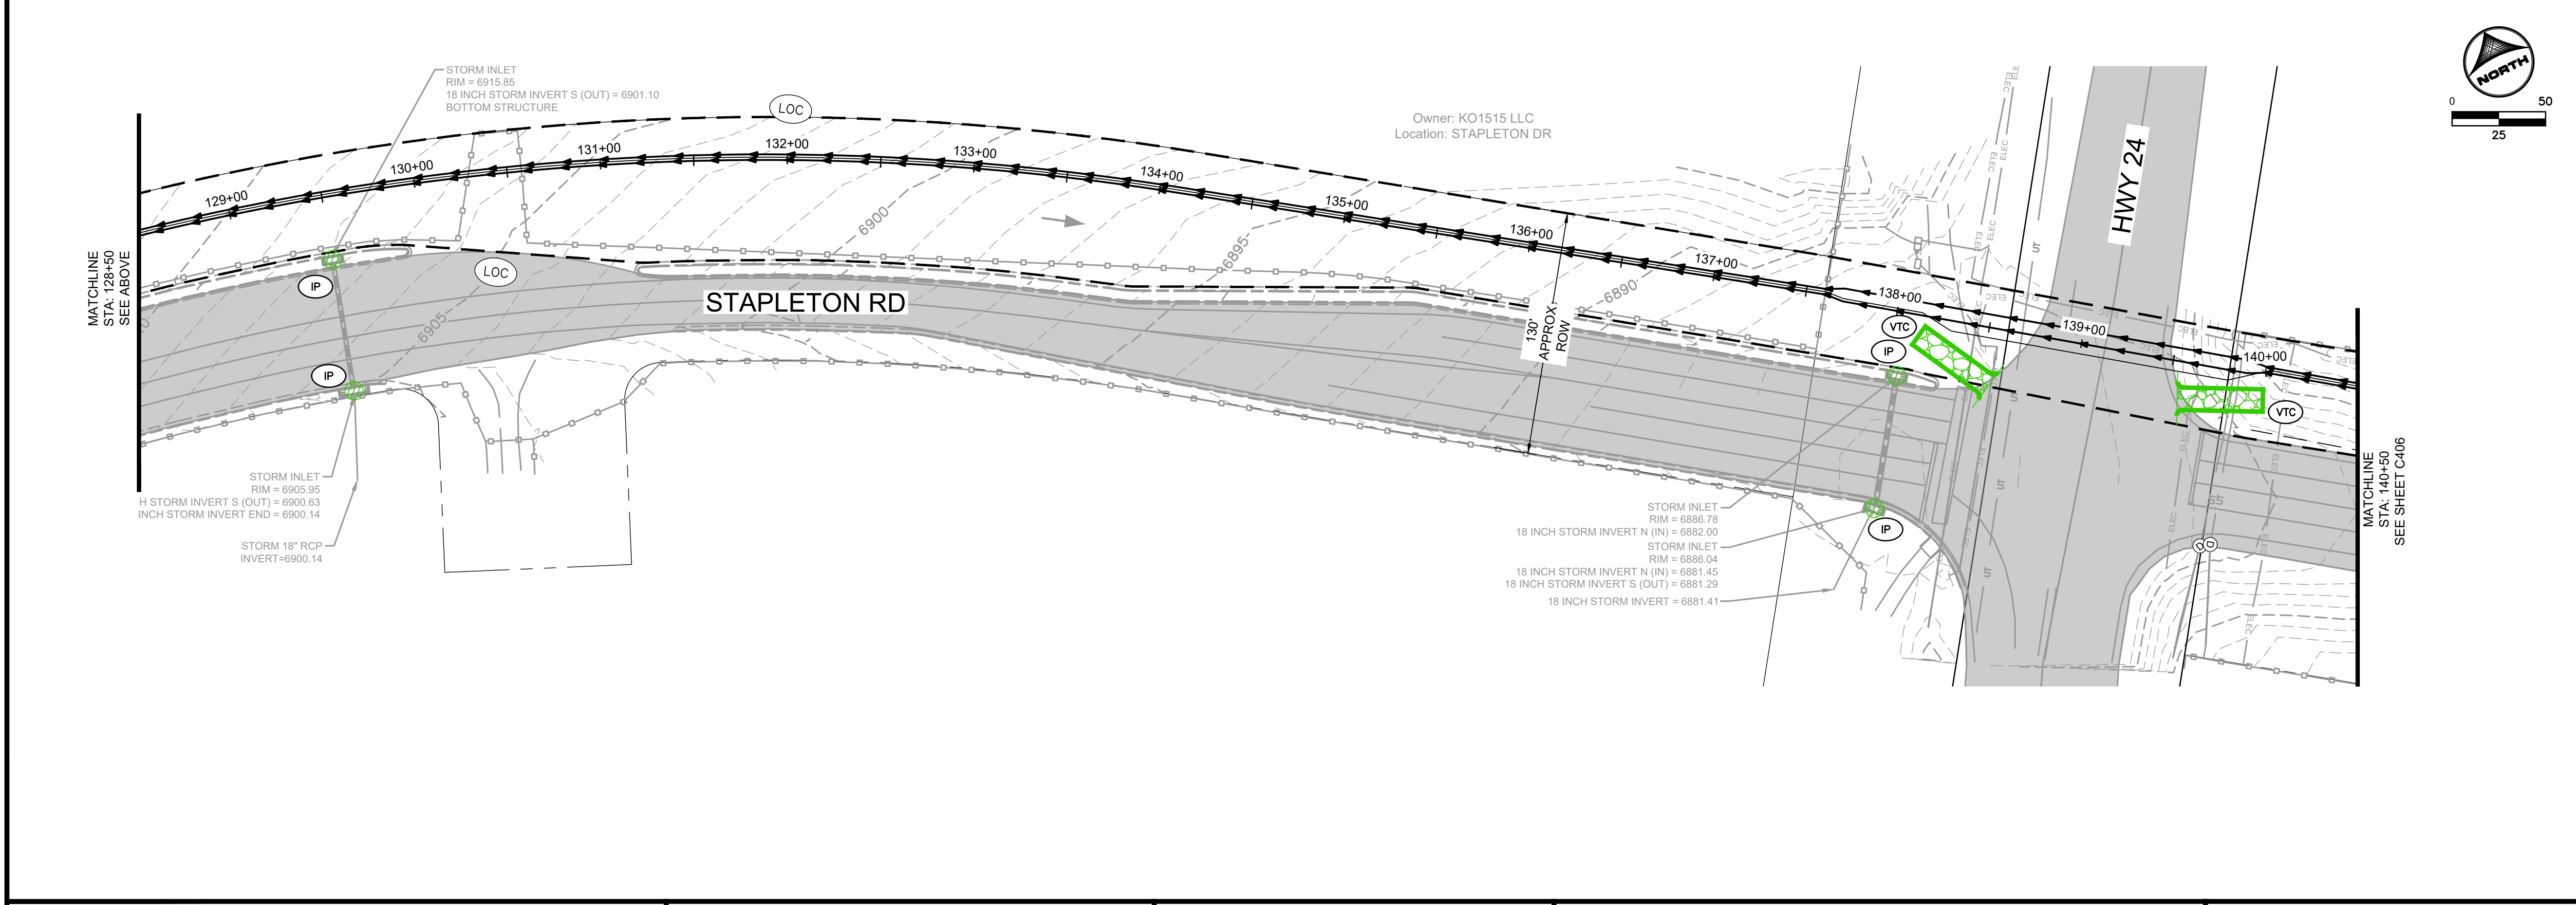 STORM INLET
RIM = 6915.85
18 INCH STORM INVERT S (OUT) = 6901.10
BOTTOM STRUCTURE
LOC
Owner: KO1515 LLC
Location: STAPLETON DR
NORTH
0
50
25
HWY 24
129+00
130+00
131+00
132+00
133+00
134+00
135+00
136+00
137+00
138+00
139+00
140+00
MATCHLINE
STA: 128+50
SEE ABOVE
LOC
6900
6895
6890
6905
STAPLETON RD
130'
APPROX
ROW
IP
IP
VTC
IP
IP
VTC
STORM INLET
RIM = 6905.95
H STORM INVERT S (OUT) = 6900.63
INCH STORM INVERT END = 6900.14
STORM 18" RCP
INVERT=6900.14
STORM INLET
RIM = 6886.78
18 INCH STORM INVERT N (IN) = 6882.00
STORM INLET
RIM = 6886.04
18 INCH STORM INVERT N (IN) = 6881.45
18 INCH STORM INVERT S (OUT) = 6881.29
18 INCH STORM INVERT = 6881.41
ELEC
ELEC
ELEC
ELEC
ELEC
ELEC
ELEC
ELEC
D
D
MATCHLINE
STA: 140+50
SEE SHEET C406